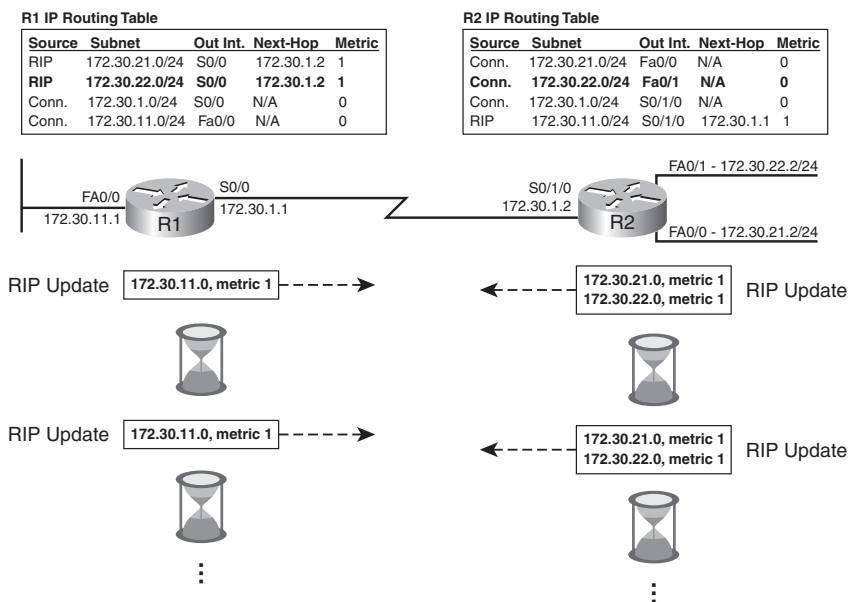 R1 IP Routing Table
Source Subnet Out Int. Next-Hop Metric
RIP 172.30.21.0/24 S0/0 172.30.1.2 1
RIP 172.30.22.0/24 S0/0 172.30.1.2 1
Conn. 172.30.1.0/24 S0/0 N/A 0
Conn. 172.30.11.0/24 Fa0/0 N/A 0
R2 IP Routing Table
Source Subnet Out Int. Next-Hop Metric
Conn. 172.30.21.0/24 Fa0/0 N/A 0
Conn. 172.30.22.0/24 Fa0/1 N/A 0
Conn. 172.30.1.0/24 S0/1/0 N/A 0
RIP 172.30.11.0/24 S0/1/0 172.30.1.1 1
FA0/0
172.30.11.1
R1
S0/0
172.30.1.1
S0/1/0
172.30.1.2
R2
FA0/1 - 172.30.22.2/24
FA0/0 - 172.30.21.2/24
RIP Update
172.30.11.0, metric 1
172.30.21.0, metric 1
172.30.22.0, metric 1
RIP Update
RIP Update
172.30.11.0, metric 1
172.30.21.0, metric 1
172.30.22.0, metric 1
RIP Update